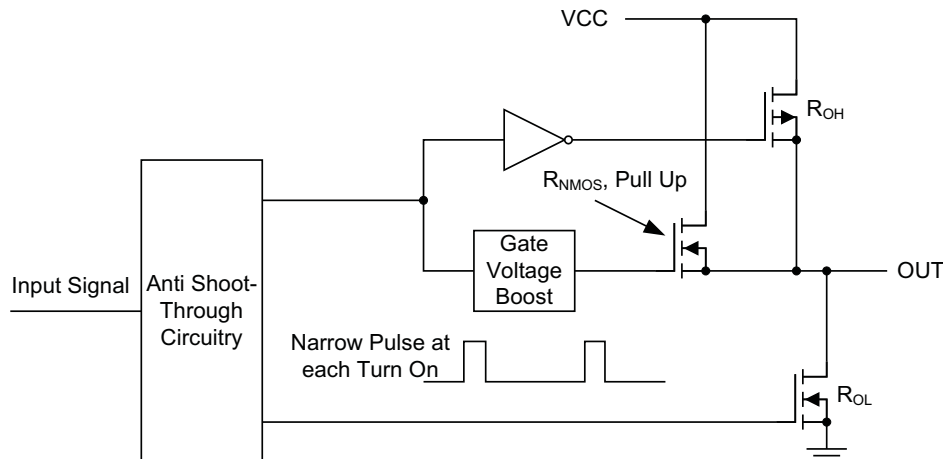 VCC
R_OH
R_NMOS, Pull Up
Gate
Voltage
Boost
OUT
Input Signal
Anti Shoot-
Through
Circuitry
Narrow Pulse at
each Turn On
R_OL